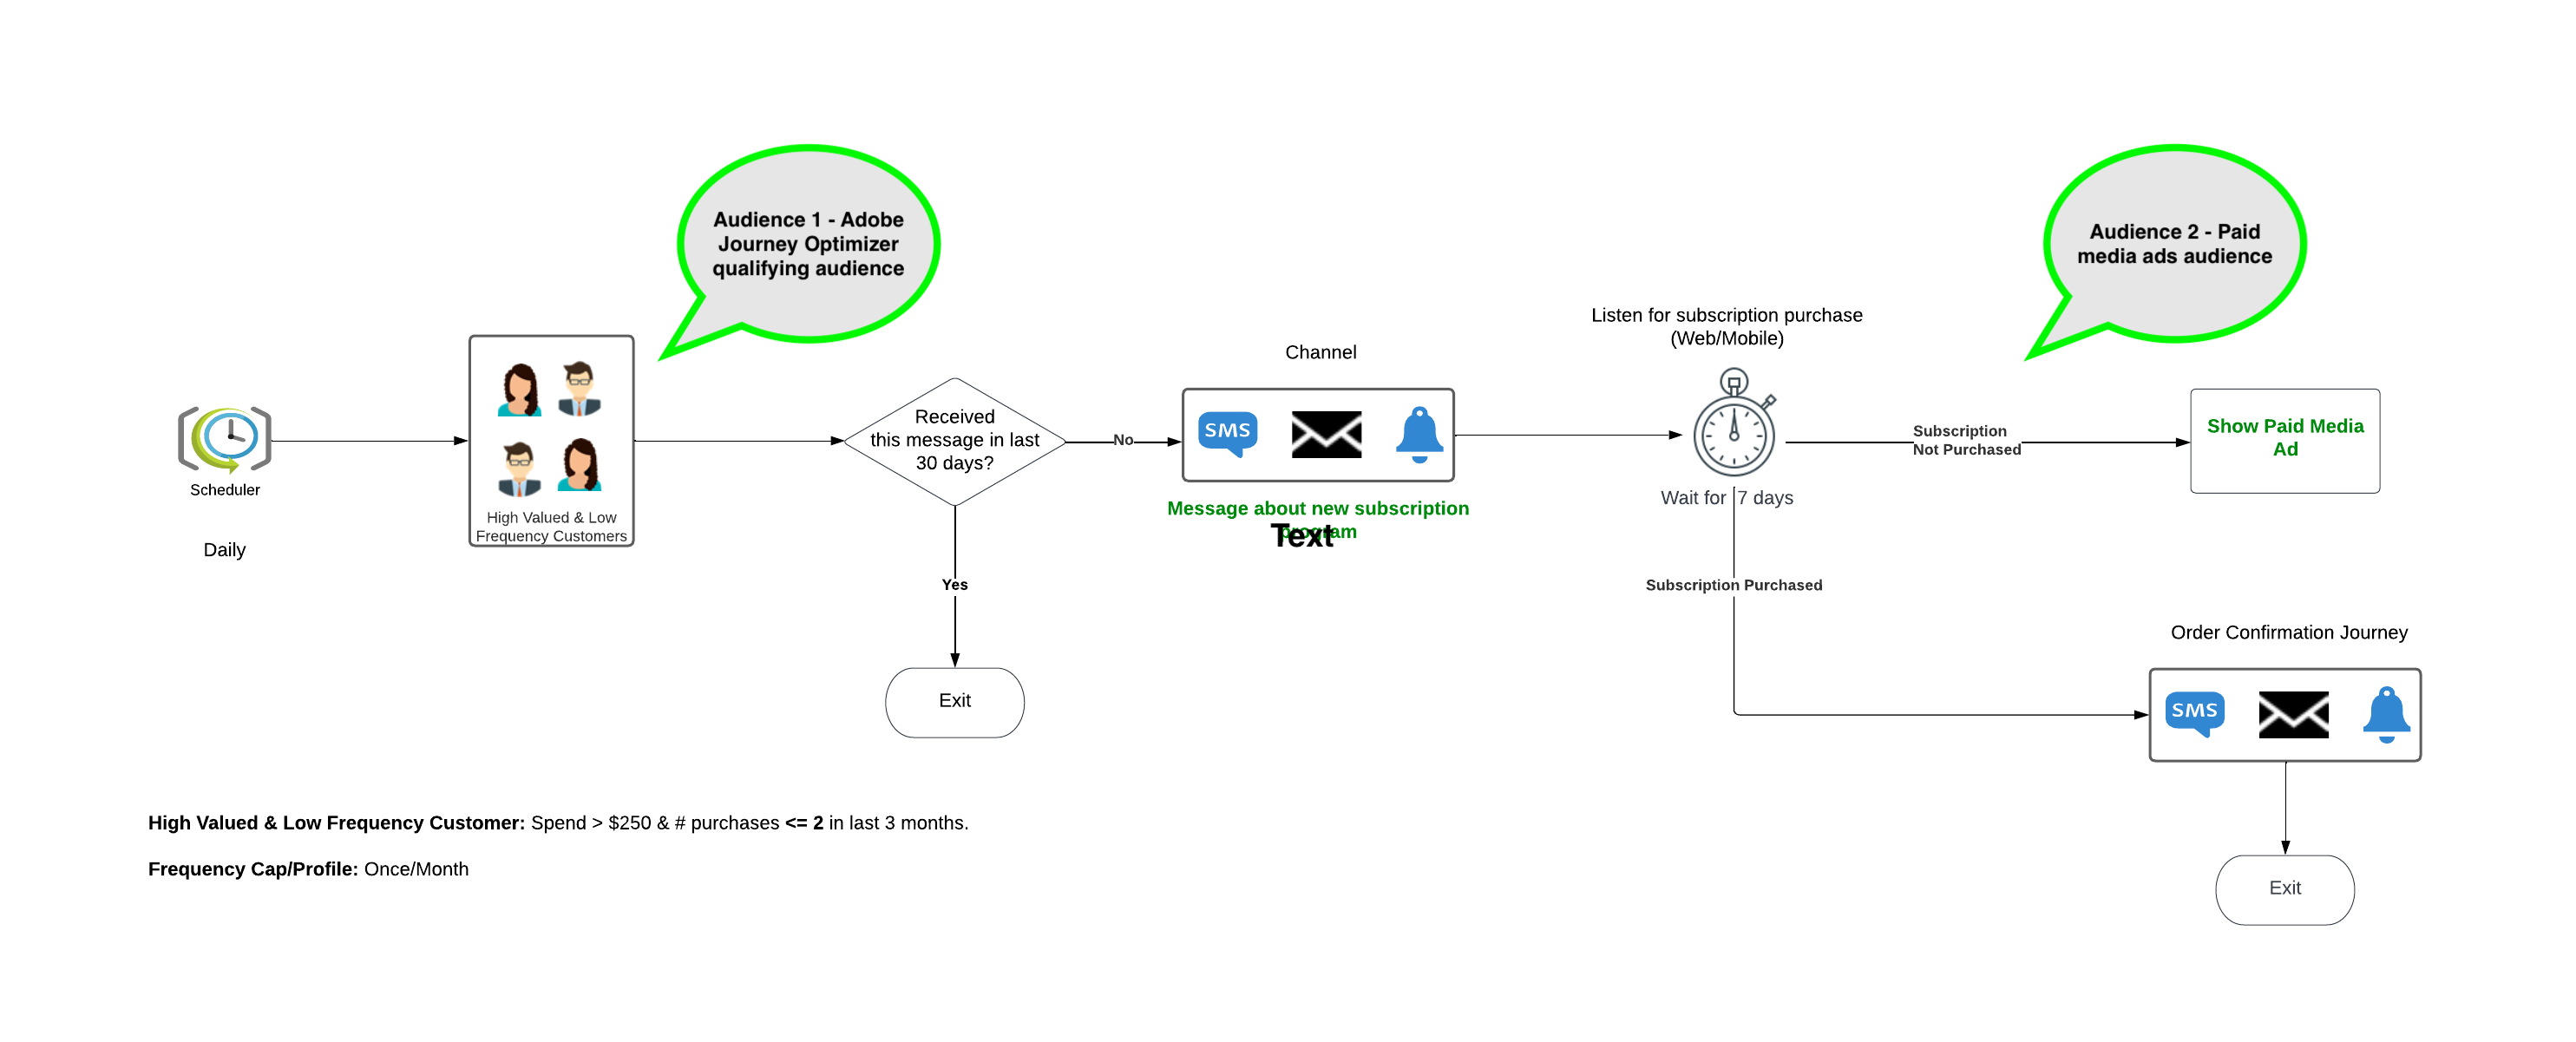 Audience 1 - Adobe
Journey Optimizer
qualifying audience
Audience 2 - Paid
media ads audience
Listen for subscription purchase
(Web/Mobile)
Channel
Received
this message in last
30 days?
No
SMS
Subscription
Not Purchased
Show Paid Media
Ad
Scheduler
Daily
High Valued & Low
Frequency Customers
Message about new subscription
program
Text
Wait for 7 days
Yes
Subscription Purchased
Exit
Order Confirmation Journey
SMS
Exit
High Valued & Low Frequency Customer: Spend > $250 & # purchases <= 2 in last 3 months.
Frequency Cap/Profile: Once/Month